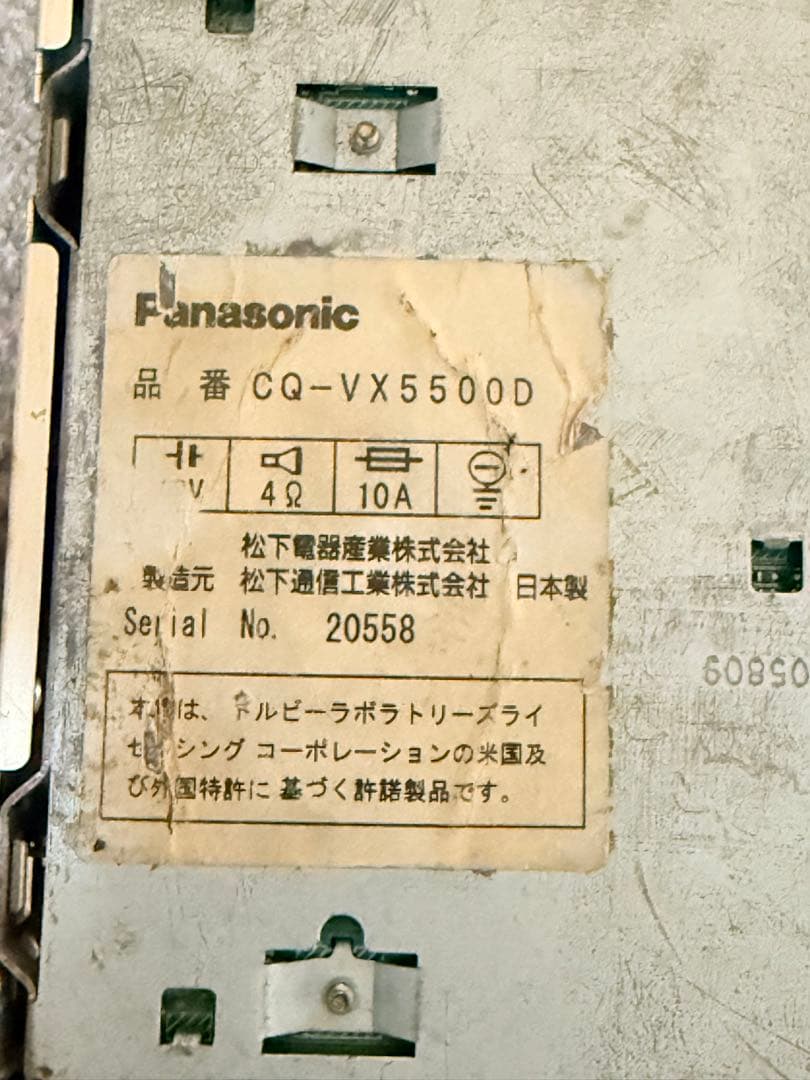 Panasonic
品 番 CQ-VX5500D
4Ω 10A
松下電器産業株式会社
製造元 松下通信工業株式会社 日本製
Serial No. 20558
05809
本機は、ドルビーラボラトリーズライ
センシング コーポレーションの米国及
び外国特許に 基づく許諾製品です。